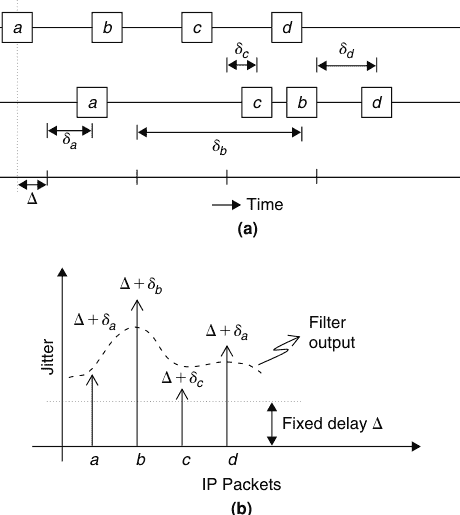 a b c d
δc δd
a c b d
δa δb
Δ
Time
(a)
Δ + δb
Δ + δa
Δ + δa
Filter
output
Jitter
Δ + δc
Fixed delay Δ
a b c d
IP Packets
(b)